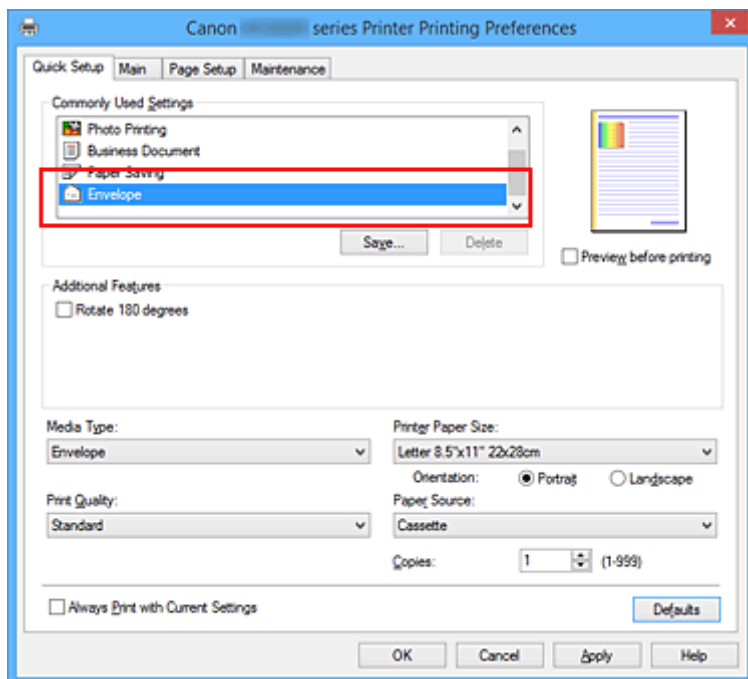 Canon series Printer Printing Preferences
Quick Setup Main Page Setup Maintenance
Commonly Used Settings
Photo Printing
Business Document
Paper Saving
Envelope
Save... Delete
Preview before printing
Addtional Features
Rotate 180 degrees
Media Type:
Envelope
Printer Paper Size:
Letter 8.5"x11" 22x28cm
Orientation: Portrait Landscape
Print Quality:
Standard
Paper Source:
Cassette
Copies: 1 (1-999)
Always Print with Current Settings
Defaults
OK Cancel Apply Help